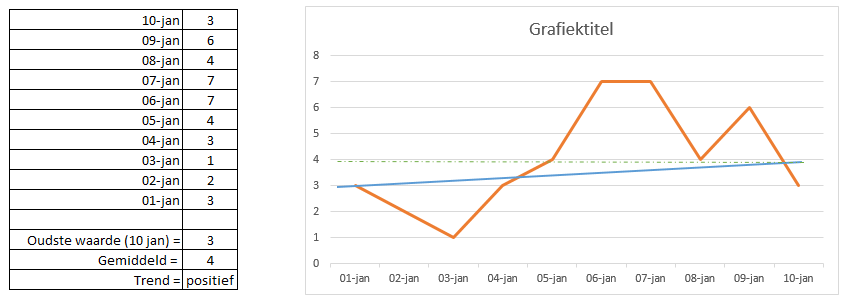 10-jan 3
09-jan 6
08-jan 4
07-jan 7
06-jan 7
05-jan 4
04-jan 3
03-jan 1
02-jan 2
01-jan 3
Oudste waarde (10 jan) = 3
Gemiddeld = 4
Trend = positief
Grafiektitel
8
7
6
5
4
3
2
1
0
01-jan 02-jan 03-jan 04-jan 05-jan 06-jan 07-jan 08-jan 09-jan 10-jan